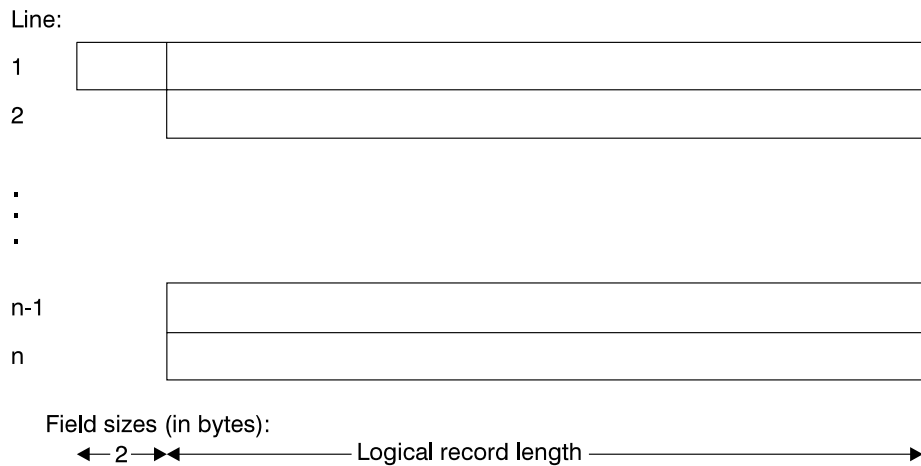 Line:
1
2
.
.
.
n-1
n
Field sizes (in bytes):
2 Logical record length